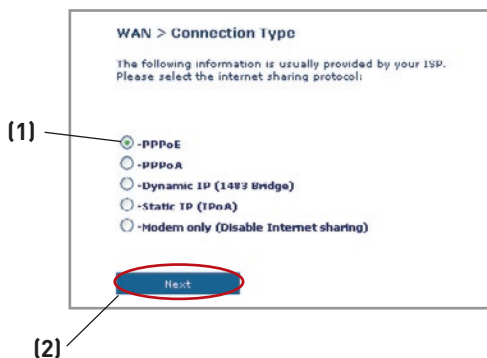 WAN > Connection Type
The following information is usually provided by your ISP.
Please select the internet sharing protocol:
(1)
-PPPoE
-PPPoA
-Dynamic IP (1483 Bridge)
-Static IP (IPoA)
-Modem only (Disable Internet sharing)
Next
(2)